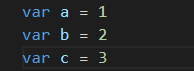 var a = 1
var b = 2
var c = 3